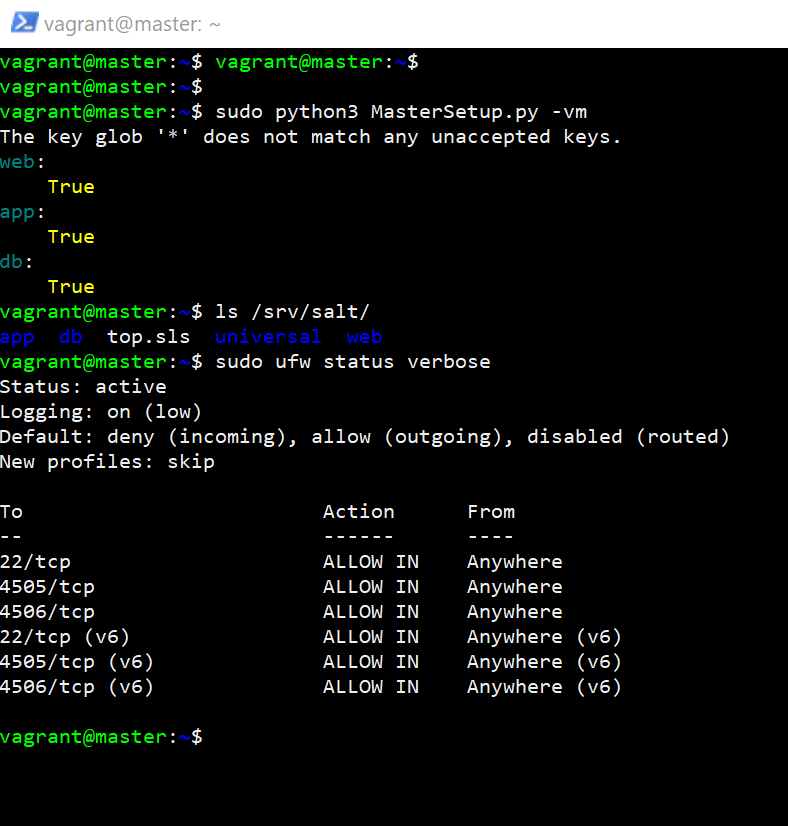 vagrant@master: ~
vagrant@master:~$ vagrant@master:~$
vagrant@master:~$
vagrant@master:~$ sudo python3 MasterSetup.py -vm
The key glob '*' does not match any unaccepted keys.
web:
    True
app:
    True
db:
    True
vagrant@master:~$ ls /srv/salt/
app  db  top.sls  universal  web
vagrant@master:~$ sudo ufw status verbose
Status: active
Logging: on (low)
Default: deny (incoming), allow (outgoing), disabled (routed)
New profiles: skip

To                         Action      From
--                         ------      ----
22/tcp                     ALLOW IN    Anywhere
4505/tcp                   ALLOW IN    Anywhere
4506/tcp                   ALLOW IN    Anywhere
22/tcp (v6)                ALLOW IN    Anywhere (v6)
4505/tcp (v6)              ALLOW IN    Anywhere (v6)
4506/tcp (v6)              ALLOW IN    Anywhere (v6)

vagrant@master:~$